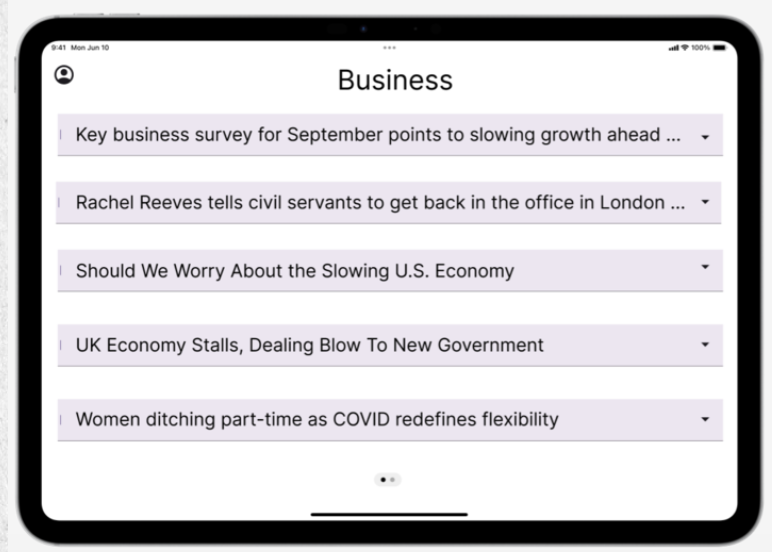 9:41 Mon Jun 10
100%
Business
Key business survey for September points to slowing growth ahead ...
Rachel Reeves tells civil servants to get back in the office in London ...
Should We Worry About the Slowing U.S. Economy
UK Economy Stalls, Dealing Blow To New Government
Women ditching part-time as COVID redefines flexibility